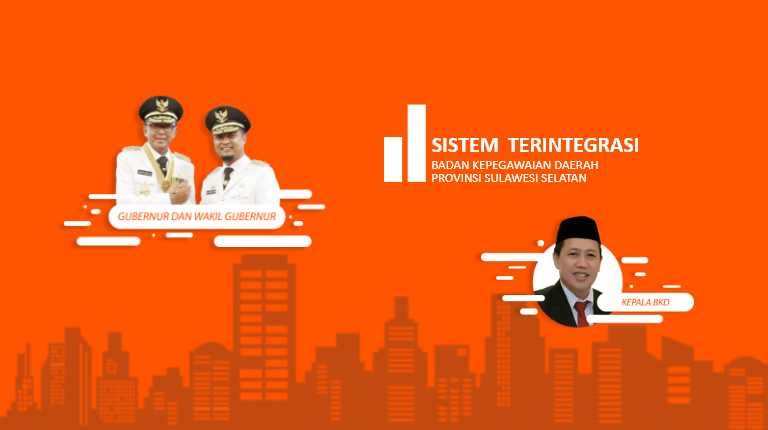 SISTEM TERINTEGRASI
BADAN KEPEGAWAIAN DAERAH
PROVINSI SULAWESI SELATAN
GUBERNUR DAN WAKIL GUBERNUR
KEPALA BKD